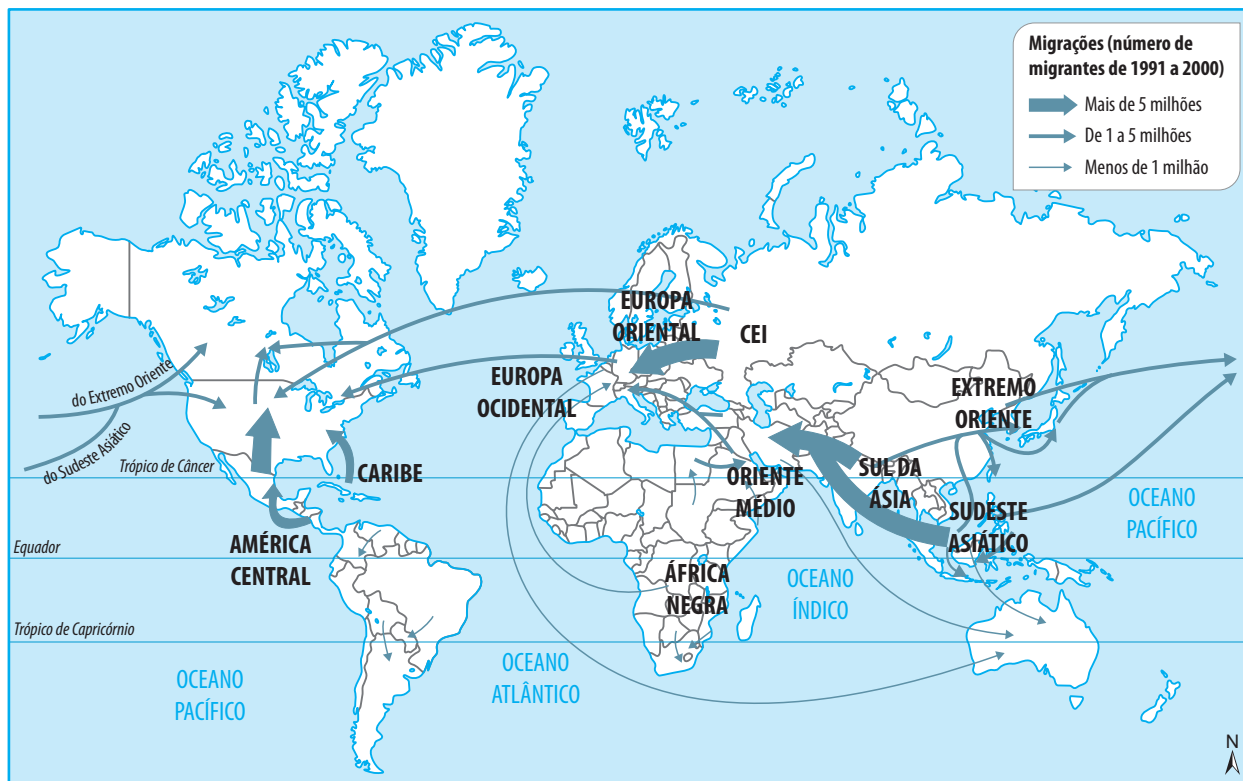 Migrações (número de
migrantes de 1991 a 2000)
Mais de 5 milhões
De 1 a 5 milhões
Menos de 1 milhão
EUROPA
ORIENTAL
CEI
EUROPA
OCIDENTAL
do Extremo Oriente
EXTREMO
ORIENTE
do Sudeste Asiático
Trópico de Câncer
CARIBE
ORIENTE
MÉDIO
SUL DA
ÁSIA
OCEANO
PACÍFICO
SUDESTE
ASIÁTICO
Equador
AMÉRICA
CENTRAL
ÁFRICA
NEGRA
OCEANO
ÍNDICO
Trópico de Capricórnio
OCEANO
PACÍFICO
OCEANO
ATLÂNTICO
N